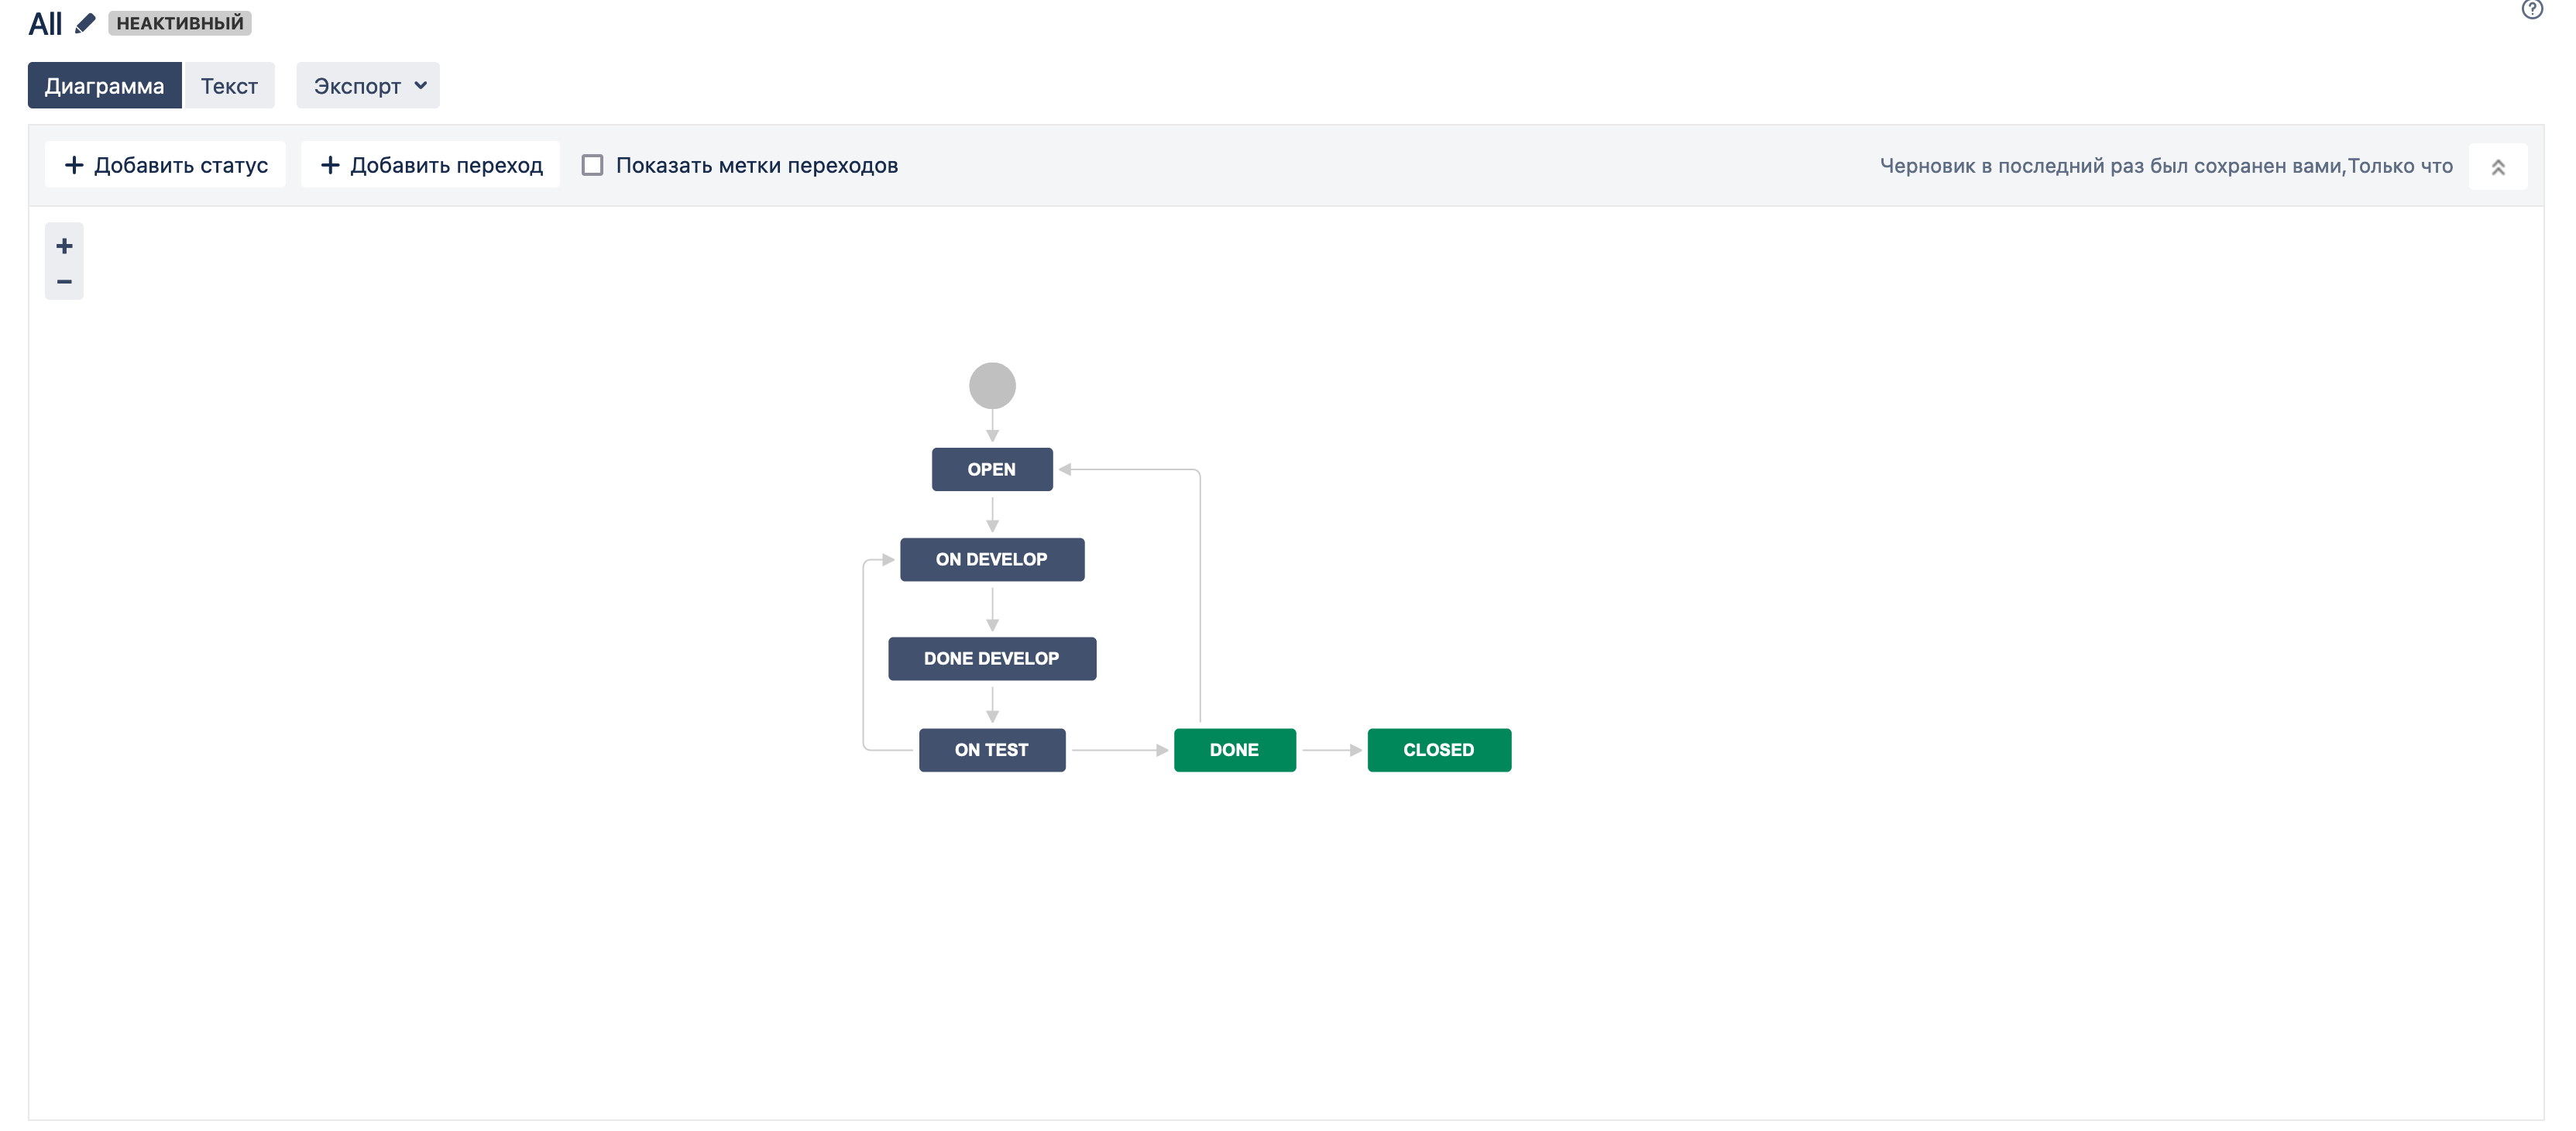 All НЕАКТИВНЫЙ
Диаграмма Текст Экспорт
Добавить статус Добавить переход Показать метки переходов Черновик в последний раз был сохранен вами,Только что
OPEN
ON DEVELOP
DONE DEVELOP
ON TEST DONE CLOSED